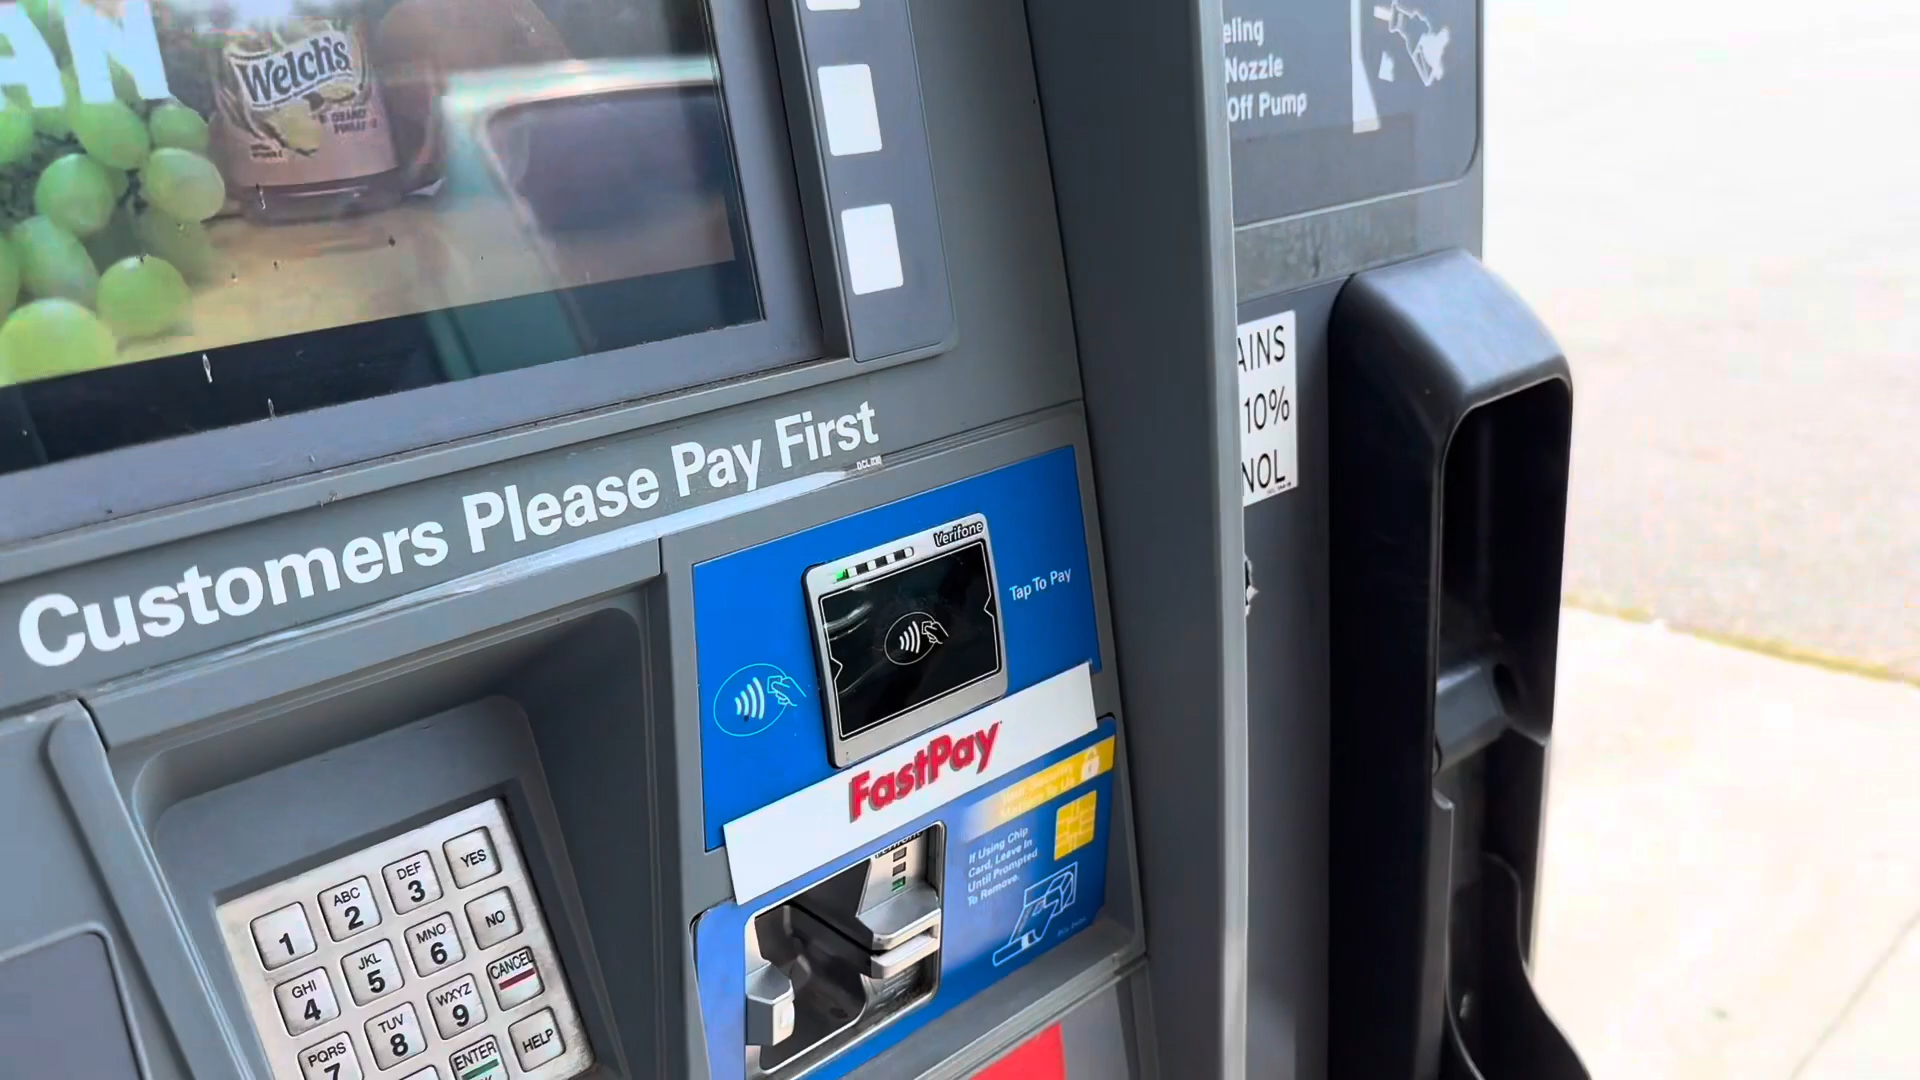 AN
Welch's
eling
Nozzle
Off Pump
AINS
10%
NOL
Customers Please Pay First
Verifone
Tap To Pay
FastPay
If Using Chip
Card, Leave In
Until Prompted
To Remove.
1
ABC
2
DEF
3
YES
GHI
4
JKL
5
MNO
6
NO
PQRS
7
TUV
8
WXYZ
9
CANCEL
ENTER
HELP